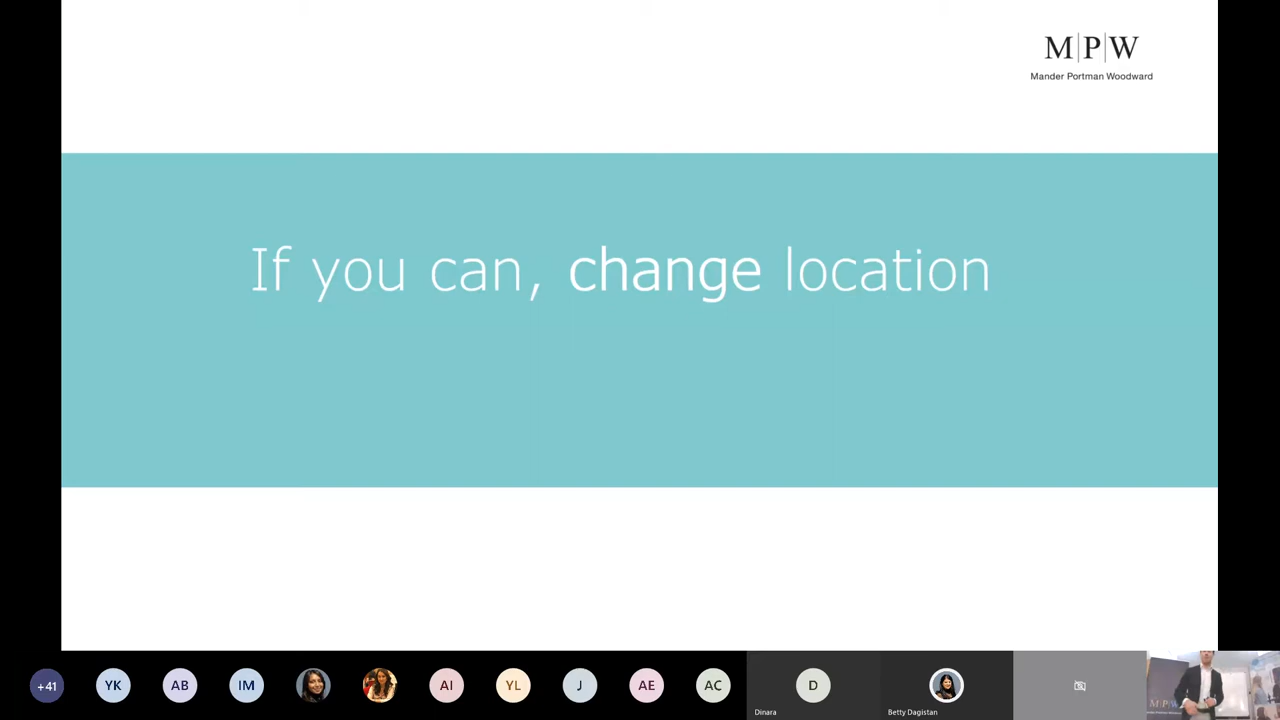 M|P|W
Mander Portman Woodward
If you can, change location
+41
YK
AB
IM
AI
YL
J
AE
AC
D
Dinara
Betty Dagistan
M|P|W